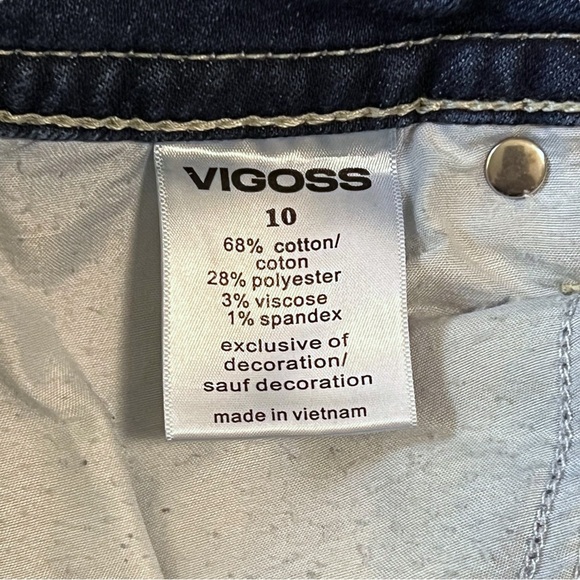 VIGOSS
10
68% cotton/
coton
28% polyester
3% viscose
1% spandex
exclusive of
decoration/
sauf decoration
made in vietnam